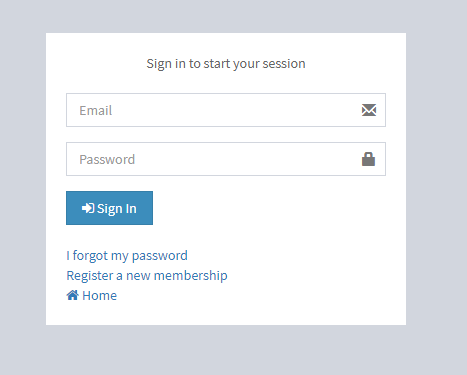 Sign in to start your session
Email
Password
Sign In
I forgot my password
Register a new membership
Home